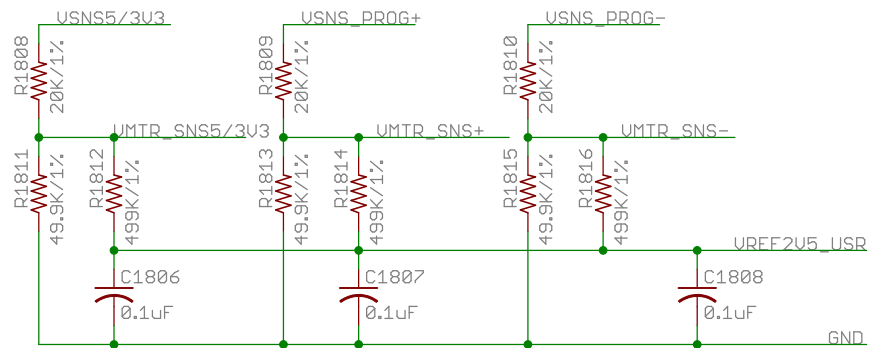 VSNS5/3V3
VSNS_PROG+
VSNS_PROG-
R1808
20K/1%
R1809
20K/1%
R1810
20K/1%
VMTR_SNS5/3V3
VMTR_SNS+
VMTR_SNS-
R1811
49.9K/1%
R1812
499K/1%
R1813
49.9K/1%
R1814
499K/1%
R1815
49.9K/1%
R1816
499K/1%
VREF2V5_USR
C1806
0.1uF
C1807
0.1uF
C1808
0.1uF
GND